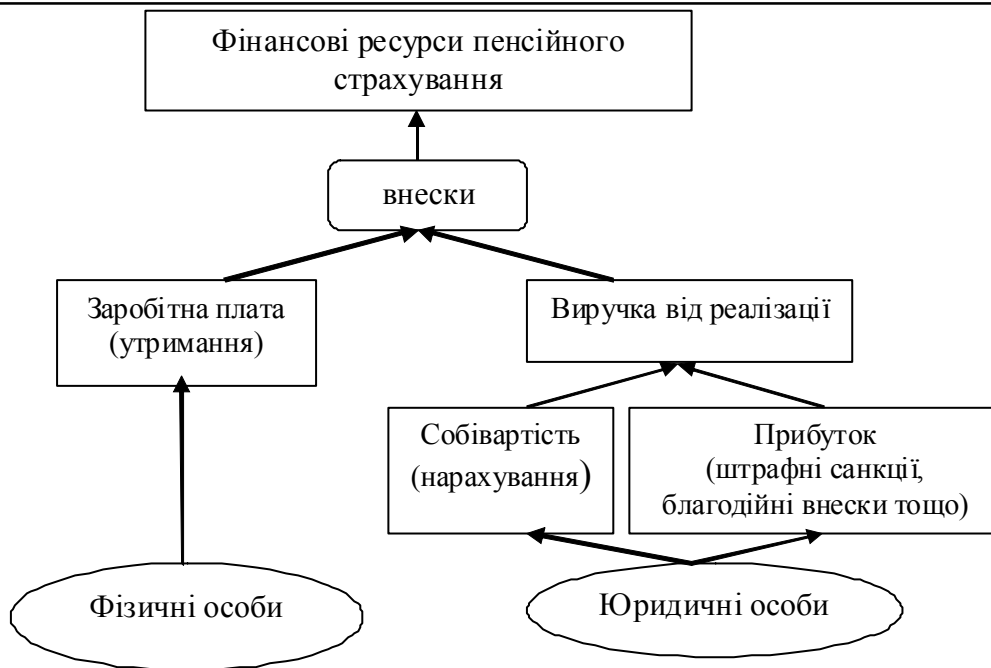 Фінансові ресурси пенсійного
страхування
внески
Заробітна плата
(утримання)
Виручка від реалізації
Собівартість
(нарахування)
Прибуток
(штрафні санкції,
благодійні внески тощо)
Фізичні особи
Юридичні особи